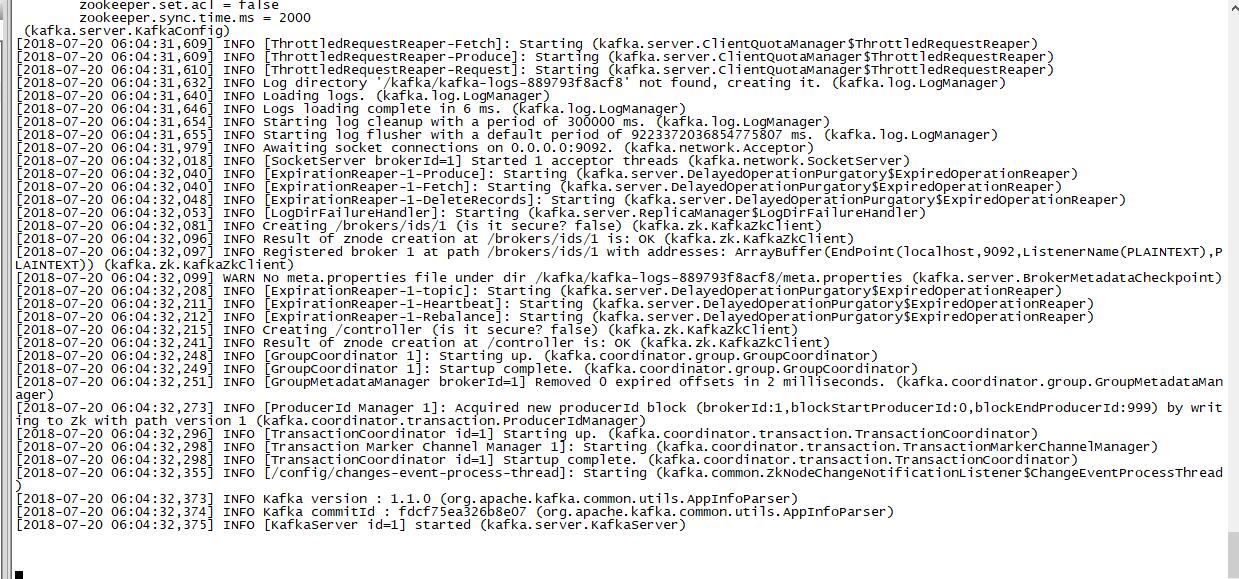 zookeeper.set.acl = false
zookeeper.sync.time.ms = 2000
(kafka.server.KafkaConfig)
[2018-07-20 06:04:31,609] INFO [ThrottledRequestReaper-Fetch]: Starting (kafka.server.ClientQuotaManager$ThrottledRequestReaper)
[2018-07-20 06:04:31,609] INFO [ThrottledRequestReaper-Produce]: Starting (kafka.server.ClientQuotaManager$ThrottledRequestReaper)
[2018-07-20 06:04:31,610] INFO [ThrottledRequestReaper-Request]: Starting (kafka.server.ClientQuotaManager$ThrottledRequestReaper)
[2018-07-20 06:04:31,632] INFO Log directory '/kafka/kafka-logs-889793f8acf8' not found, creating it. (kafka.log.LogManager)
[2018-07-20 06:04:31,640] INFO Loading logs. (kafka.log.LogManager)
[2018-07-20 06:04:31,646] INFO Logs loading complete in 6 ms. (kafka.log.LogManager)
[2018-07-20 06:04:31,654] INFO Starting log cleanup with a period of 300000 ms. (kafka.log.LogManager)
[2018-07-20 06:04:31,655] INFO Starting log flusher with a default period of 9223372036854775807 ms. (kafka.log.LogManager)
[2018-07-20 06:04:31,979] INFO Awaiting socket connections on 0.0.0.0:9092. (kafka.network.Acceptor)
[2018-07-20 06:04:32,018] INFO [SocketServer brokerId=1] Started 1 acceptor threads (kafka.network.SocketServer)
[2018-07-20 06:04:32,040] INFO [ExpirationReaper-1-Produce]: Starting (kafka.server.DelayedOperationPurgatory$ExpiredOperationReaper)
[2018-07-20 06:04:32,040] INFO [ExpirationReaper-1-Fetch]: Starting (kafka.server.DelayedOperationPurgatory$ExpiredOperationReaper)
[2018-07-20 06:04:32,048] INFO [ExpirationReaper-1-DeleteRecords]: Starting (kafka.server.DelayedOperationPurgatory$ExpiredOperationReaper)
[2018-07-20 06:04:32,053] INFO [LogDirFailureHandler]: Starting (kafka.server.ReplicaManager$LogDirFailureHandler)
[2018-07-20 06:04:32,081] INFO Creating /brokers/ids/1 (is it secure? false) (kafka.zk.KafkaZkClient)
[2018-07-20 06:04:32,096] INFO Result of znode creation at /brokers/ids/1 is: OK (kafka.zk.KafkaZkClient)
[2018-07-20 06:04:32,097] INFO Registered broker 1 at path /brokers/ids/1 with addresses: ArrayBuffer(EndPoint(localhost,9092,ListenerName(PLAINTEXT),P
LAINTEXT)) (kafka.zk.KafkaZkClient)
[2018-07-20 06:04:32,099] WARN No meta.properties file under dir /kafka/kafka-logs-889793f8acf8/meta.properties (kafka.server.BrokerMetadataCheckpoint)
[2018-07-20 06:04:32,208] INFO [ExpirationReaper-1-topic]: Starting (kafka.server.DelayedOperationPurgatory$ExpiredOperationReaper)
[2018-07-20 06:04:32,211] INFO [ExpirationReaper-1-Heartbeat]: Starting (kafka.server.DelayedOperationPurgatory$ExpiredOperationReaper)
[2018-07-20 06:04:32,212] INFO [ExpirationReaper-1-Rebalance]: Starting (kafka.server.DelayedOperationPurgatory$ExpiredOperationReaper)
[2018-07-20 06:04:32,215] INFO Creating /controller (is it secure? false) (kafka.zk.KafkaZkClient)
[2018-07-20 06:04:32,241] INFO Result of znode creation at /controller is: OK (kafka.zk.KafkaZkClient)
[2018-07-20 06:04:32,248] INFO [GroupCoordinator 1]: Starting up. (kafka.coordinator.group.GroupCoordinator)
[2018-07-20 06:04:32,249] INFO [GroupCoordinator 1]: Startup complete. (kafka.coordinator.group.GroupCoordinator)
[2018-07-20 06:04:32,251] INFO [GroupMetadataManager brokerId=1] Removed 0 expired offsets in 2 milliseconds. (kafka.coordinator.group.GroupMetadataMan
ager)
[2018-07-20 06:04:32,273] INFO [ProducerId Manager 1]: Acquired new producerId block (brokerId:1,blockStartProducerId:0,blockEndProducerId:999) by writ
ing to Zk with path version 1 (kafka.coordinator.transaction.ProducerIdManager)
[2018-07-20 06:04:32,296] INFO [TransactionCoordinator id=1] Starting up. (kafka.coordinator.transaction.TransactionCoordinator)
[2018-07-20 06:04:32,298] INFO [Transaction Marker Channel Manager 1]: Starting (kafka.coordinator.transaction.TransactionMarkerChannelManager)
[2018-07-20 06:04:32,298] INFO [TransactionCoordinator id=1] Startup complete. (kafka.coordinator.transaction.TransactionCoordinator)
[2018-07-20 06:04:32,355] INFO [/config/changes-event-process-thread]: Starting (kafka.common.ZkNodeChangeNotificationListener$ChangeEventProcessThread
)
[2018-07-20 06:04:32,373] INFO Kafka version : 1.1.0 (org.apache.kafka.common.utils.AppInfoParser)
[2018-07-20 06:04:32,374] INFO Kafka commitId : fdcf75ea326b8e07 (org.apache.kafka.common.utils.AppInfoParser)
[2018-07-20 06:04:32,375] INFO [KafkaServer id=1] started (kafka.server.KafkaServer)